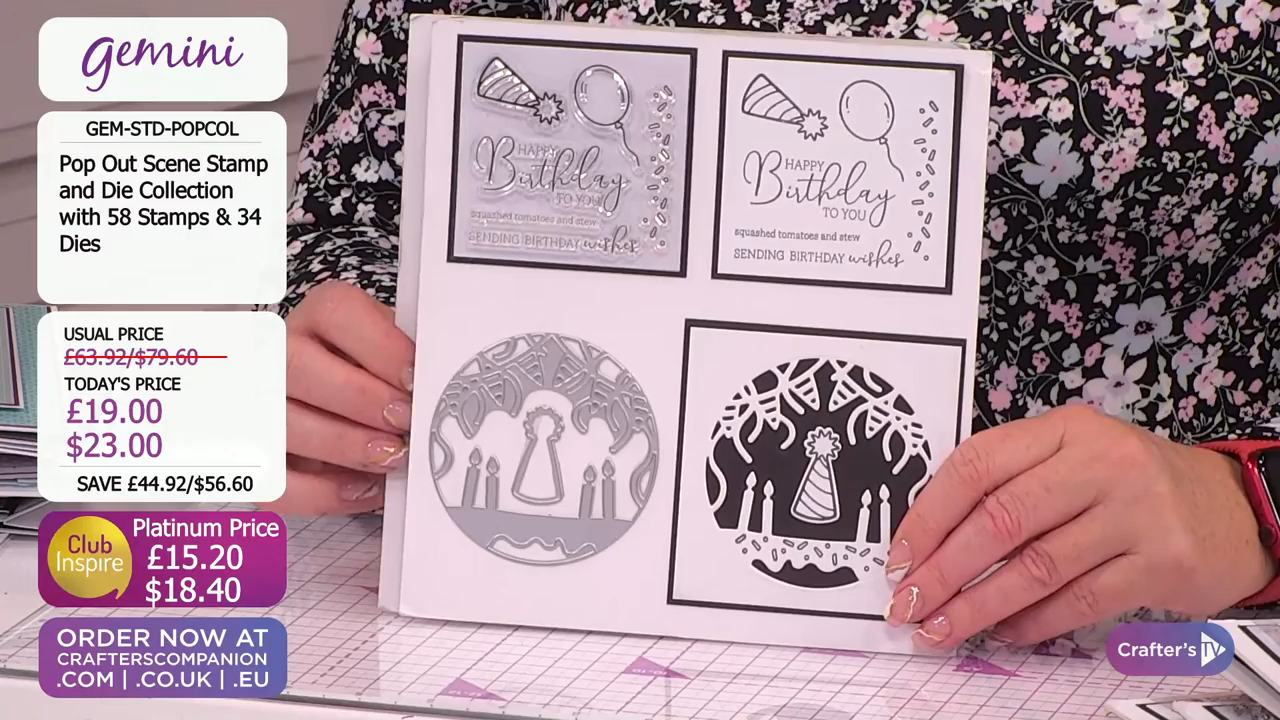 gemini
GEM-STD-POPCOL
Pop Out Scene Stamp
and Die Collection
with 58 Stamps & 34
Dies
USUAL PRICE
£63.92/$79.60
TODAY'S PRICE
£19.00
$23.00
SAVE £44.92/$56.60
Club
Inspire
Platinum Price
£15.20
$18.40
ORDER NOW AT
CRAFTERSCOMPANION
.COM | .CO.UK | .EU
HAPPY
Birthday
TO YOU
squashed tomatoes and stew
SENDING BIRTHDAY wishes
HAPPY
Birthday
TO YOU
squashed tomatoes and stew
SENDING BIRTHDAY wishes
Crafter's TV